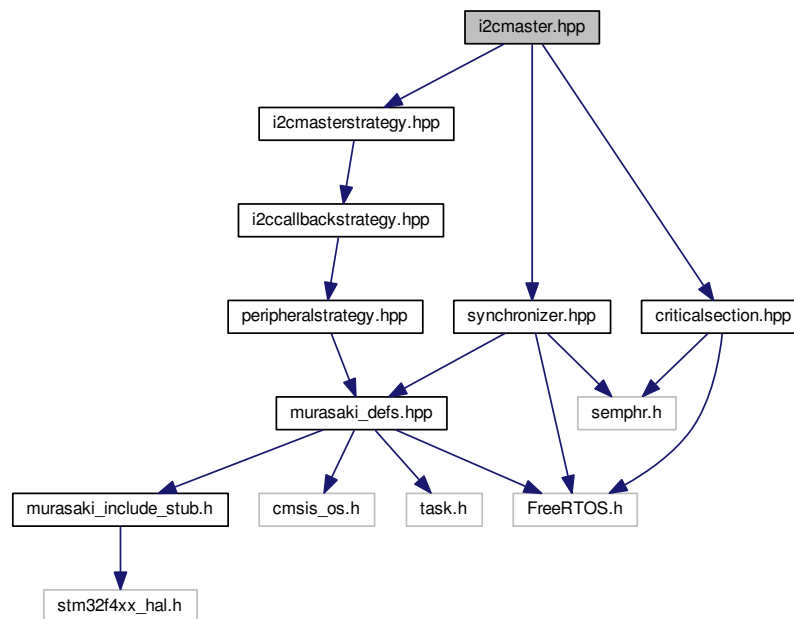 i2cmaster.hpp
i2cmasterstrategy.hpp
i2ccallbackstrategy.hpp
peripheralstrategy.hpp
synchronizer.hpp
criticalsection.hpp
murasaki_defs.hpp
semphr.h
murasaki_include_stub.h
cmsis_os.h
task.h
FreeRTOS.h
stm32f4xx_hal.h